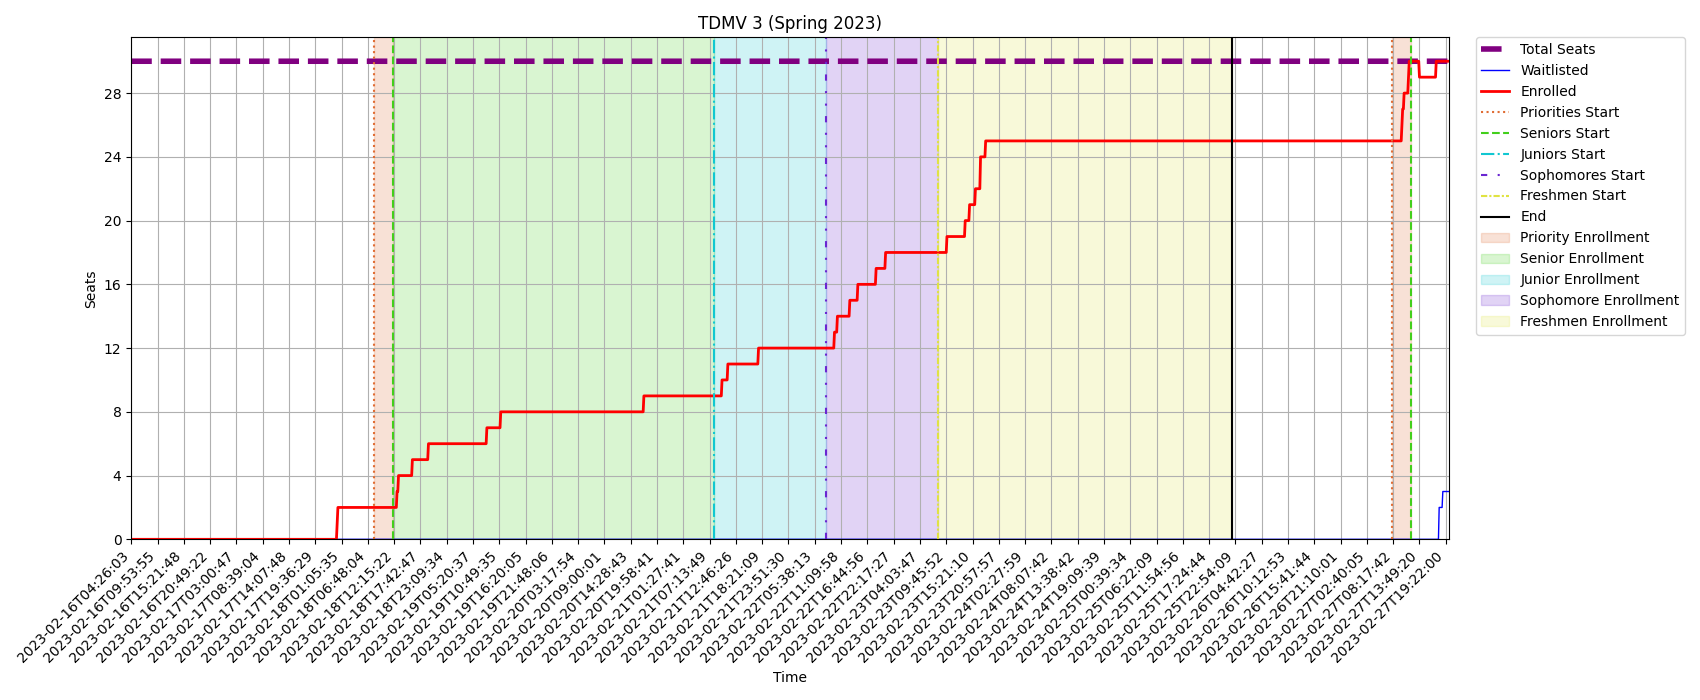 TDMV 3 (Spring 2023)
Total Seats
Waitlisted
Enrolled
Priorities Start
Seniors Start
Juniors Start
Sophomores Start
Freshmen Start
End
Priority Enrollment
Senior Enrollment
Junior Enrollment
Sophomore Enrollment
Freshmen Enrollment
Seats
28
24
20
16
12
8
4
0
2023-02-16T04:26:03
2023-02-16T09:53:55
2023-02-16T15:21:48
2023-02-16T20:49:22
2023-02-17T03:00:47
2023-02-17T08:39:04
2023-02-17T14:07:48
2023-02-17T19:36:29
2023-02-18T01:05:35
2023-02-18T06:48:04
2023-02-18T12:15:22
2023-02-18T17:42:47
2023-02-18T23:09:34
2023-02-19T05:20:37
2023-02-19T10:49:35
2023-02-19T16:20:05
2023-02-19T21:48:06
2023-02-20T03:17:54
2023-02-20T09:00:01
2023-02-20T14:28:43
2023-02-20T19:58:41
2023-02-21T01:27:41
2023-02-21T07:13:49
2023-02-21T12:46:20
2023-02-21T18:21:09
2023-02-21T23:51:30
2023-02-22T05:38:13
2023-02-22T11:09:58
2023-02-22T16:44:56
2023-02-22T22:17:27
2023-02-23T04:03:47
2023-02-23T09:45:52
2023-02-23T15:21:10
2023-02-23T20:57:57
2023-02-24T02:27:59
2023-02-24T08:07:42
2023-02-24T13:38:42
2023-02-24T19:09:39
2023-02-25T00:39:34
2023-02-25T06:22:09
2023-02-25T11:54:56
2023-02-25T17:24:44
2023-02-25T22:54:09
2023-02-26T04:42:27
2023-02-26T10:12:53
2023-02-26T15:41:44
2023-02-26T21:10:01
2023-02-27T02:40:05
2023-02-27T08:17:42
2023-02-27T13:49:20
2023-02-27T19:22:00
Time